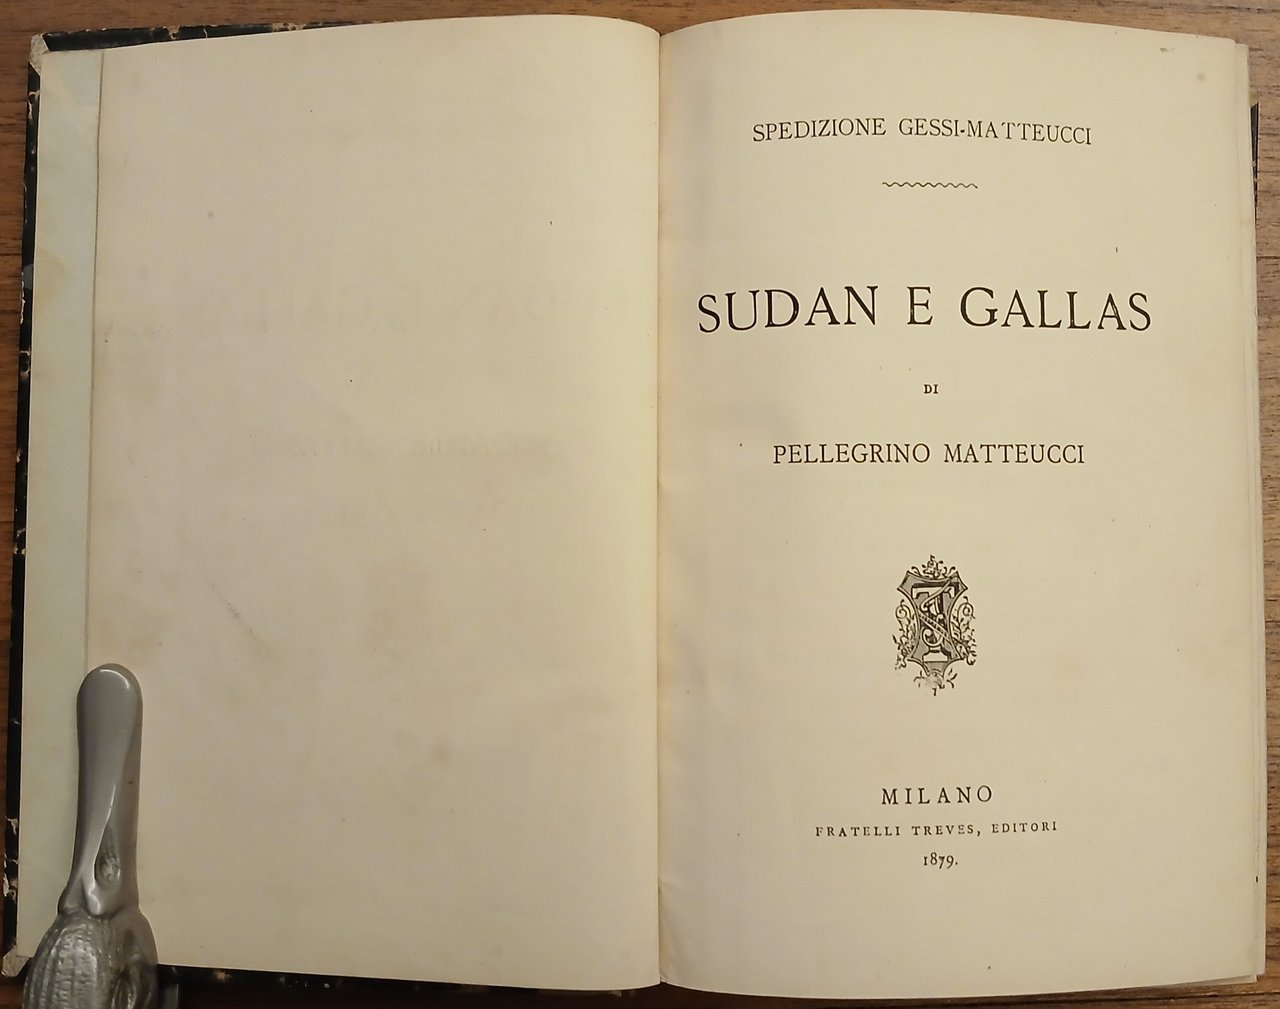 SPEDIZIONE GESSI-MATTEUCCI
SUDAN E GALLAS
DI
PELLEGRINO MATTEUCCI
MILANO
FRATELLI TREVES, EDITORI
1879.